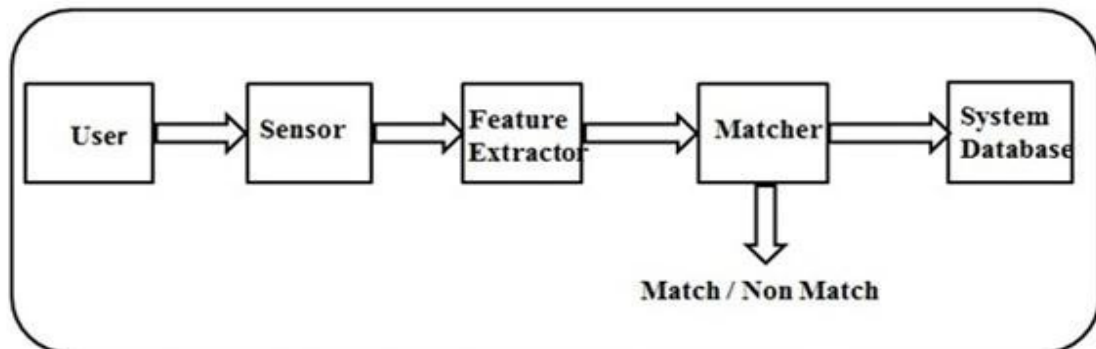 User
Sensor
Feature
Extractor
Matcher
System
Database
Match / Non Match